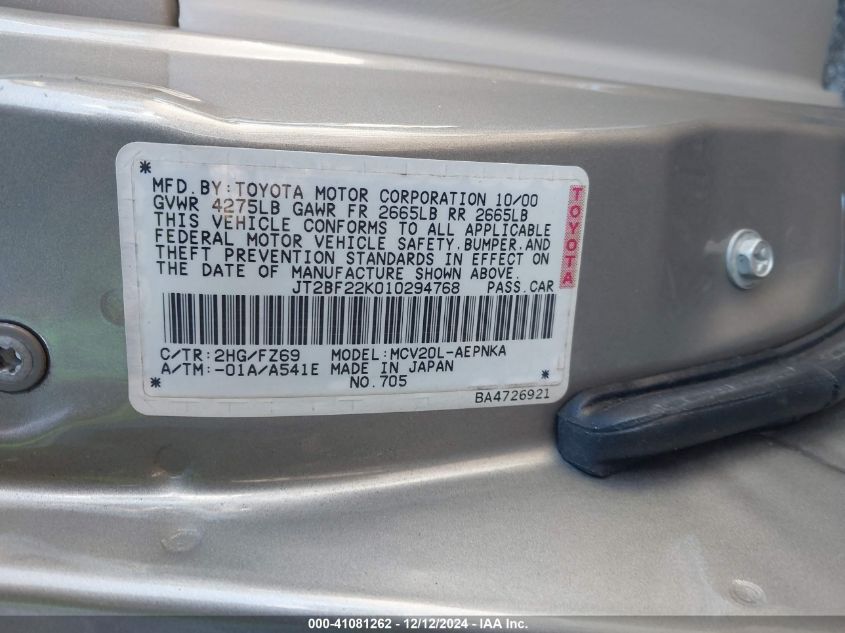 MFD. BY: TOYOTA MOTOR CORPORATION 10/00
GVWR 4275LB GAWR FR 2665LB RR 2665LB
THIS VEHICLE CONFORMS TO ALL APPLICABLE
FEDERAL MOTOR VEHICLE SAFETY, BUMPER, AND
THEFT PREVENTION STANDARDS IN EFFECT ON
THE DATE OF MANUFACTURE SHOWN ABOVE.
JT2BF22K010294768 PASS. CAR
TOYOTA
C/TR: 2HG/FZ69 MODEL: MCV20L-AEPNKA
A/TM: -01A/A541E MADE IN JAPAN
NO. 705
BA4726921
000-41081262 - 12/12/2024 - IAA Inc.